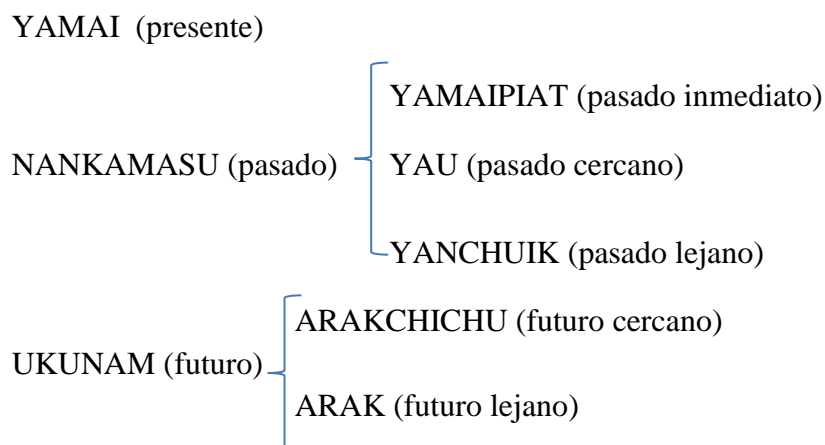 YAMAI (presente)
YAMAIPIAT (pasado inmediato)
NANKAMASU (pasado)
YAU (pasado cercano)
YANCHUIK (pasado lejano)
ARAKCHICHU (futuro cercano)
UKUNAM (futuro)
ARAK (futuro lejano)